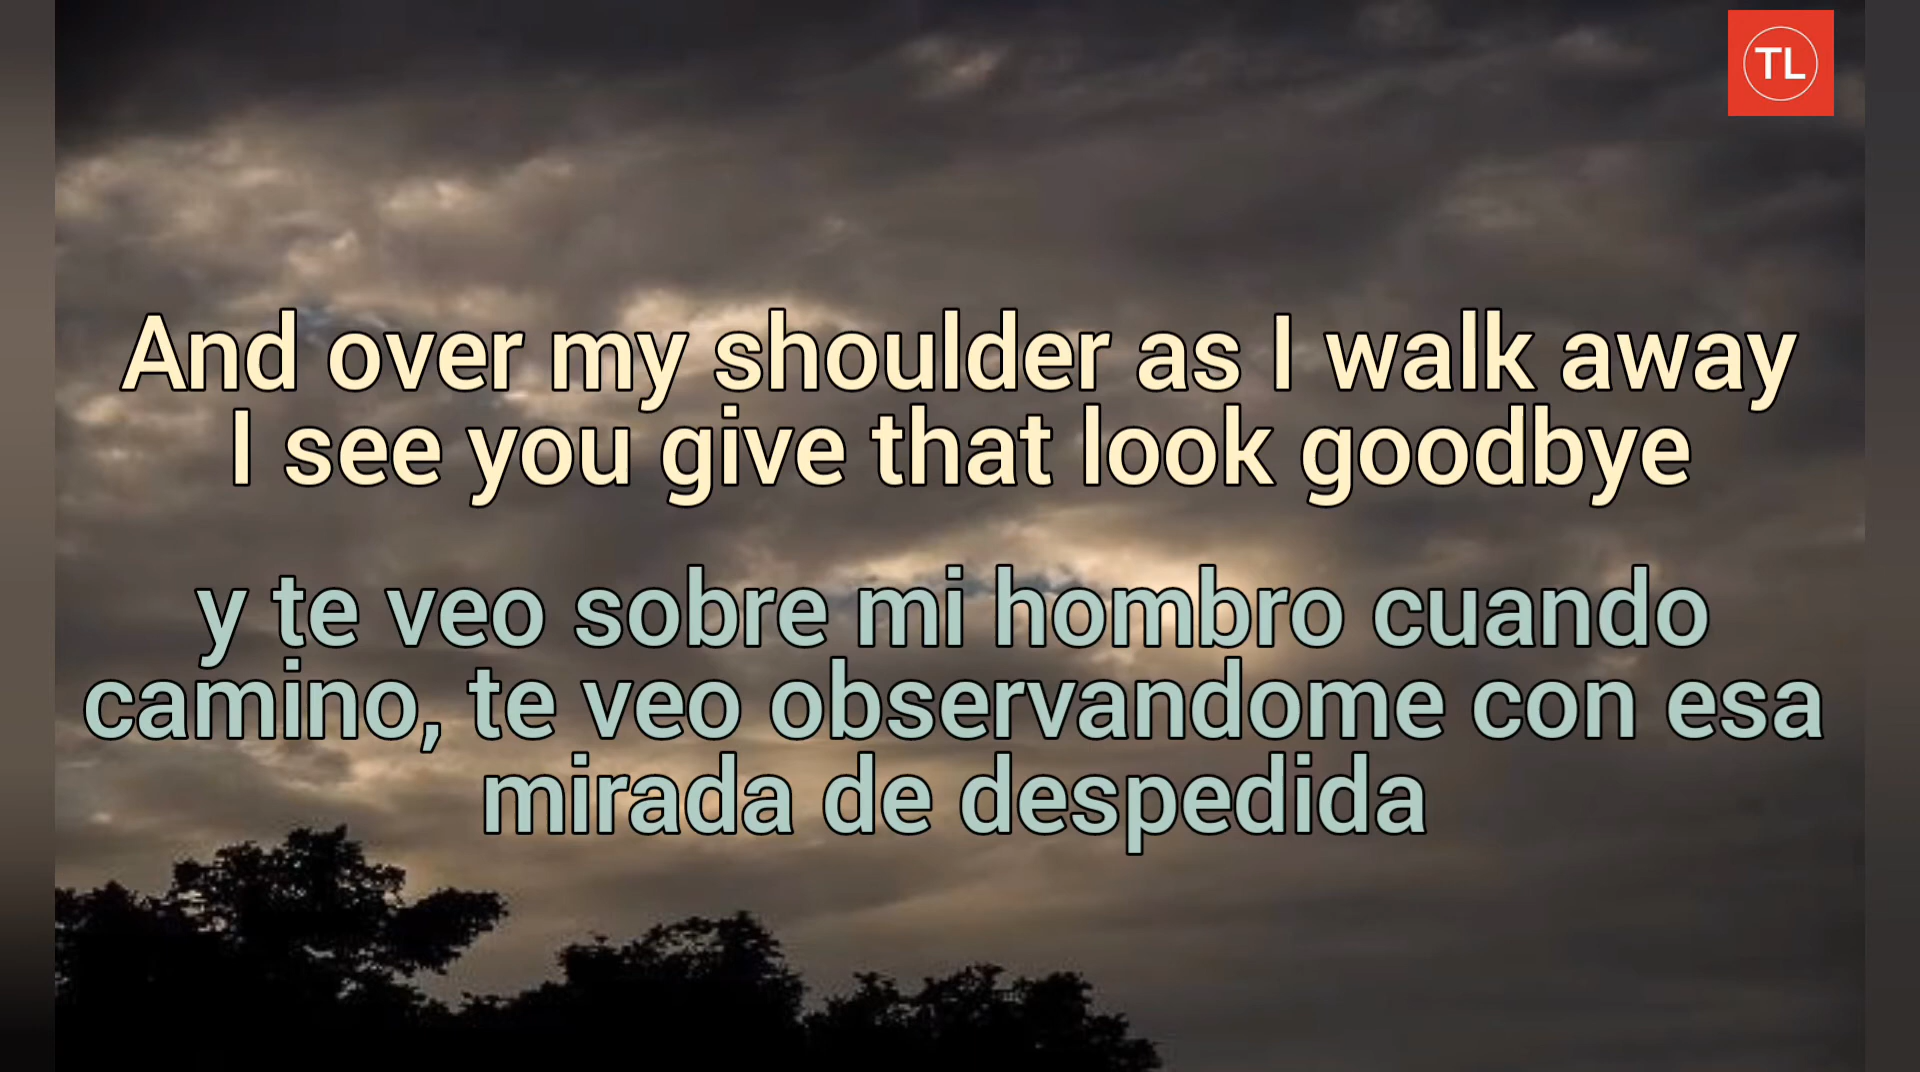 TL
And over my shoulder as I walk away
I see you give that look goodbye
y te veo sobre mi hombro cuando
camino, te veo observandome con esa
mirada de despedida